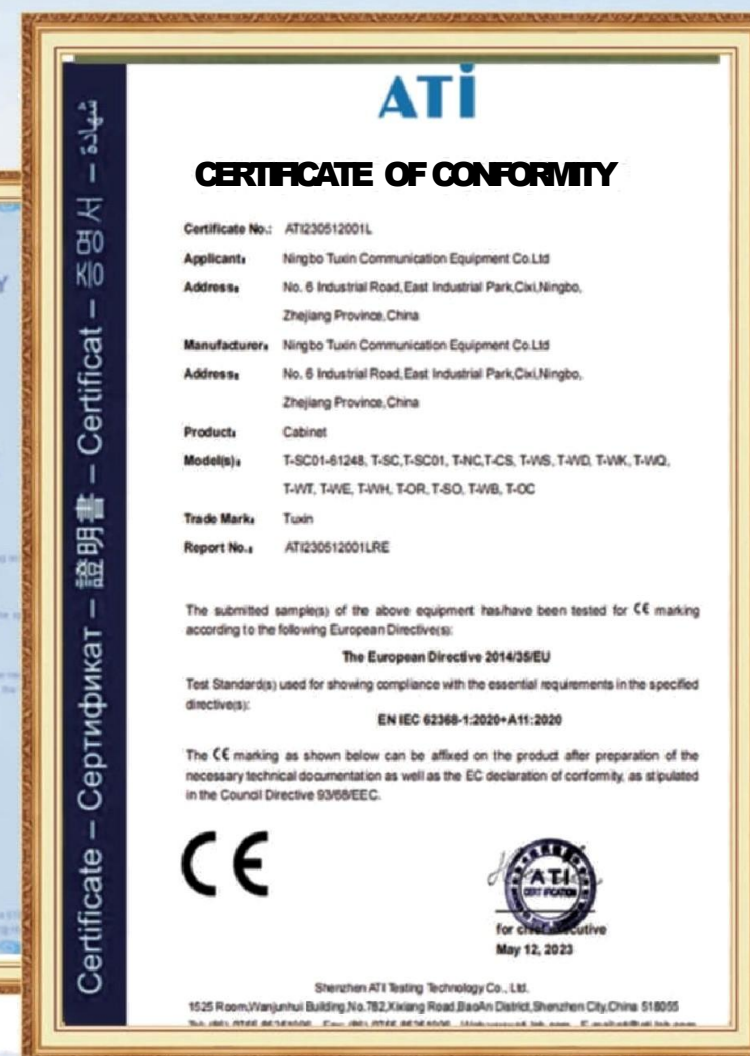 ATi
CERTIFICATE OF CONFORMITY
Certificate No.: ATI230512001L
Applicant: Ningbo Tuxin Communication Equipment Co.Ltd
Address: No. 6 Industrial Road,East Industrial Park,Cixi,Ningbo,
Zhejiang Province,China
Manufacturer: Ningbo Tuxin Communication Equipment Co.Ltd
Address: No. 6 Industrial Road,East Industrial Park,Cixi,Ningbo,
Zhejiang Province,China
Product: Cabinet
Model(s): T-SC01-61248, T-SC,T-SC01, T-NC,T-CS, T-WS, T-WD, T-WK, T-WQ,
T-WT, T-WE, T-WH, T-OR, T-SO, T-WB, T-OC
Trade Mark: Tuxin
Report No.: ATI230512001LRE
The submitted sample(s) of the above equipment has/have been tested for CE marking
according to the following European Directive(s):
The European Directive 2014/35/EU
Test Standard(s) used for showing compliance with the essential requirements in the specified
directive(s):
EN IEC 62368-1:2020+A11:2020
The CE marking as shown below can be affixed on the product after preparation of the
necessary technical documentation as well as the EC declaration of conformity, as stipulated
in the Council Directive 93/68/EEC.
CE
ATI
CERTIFICATION
for chief executive
May 12, 2023
Shenzhen ATI Testing Technology Co., Ltd.
1525 Room,Wanjunhui Building,No.782,Xixiang Road,BaoAn District,Shenzhen City,China 518055
Certificate – Сертификат – 證明書 – Certificat – 증명서 – شهادة